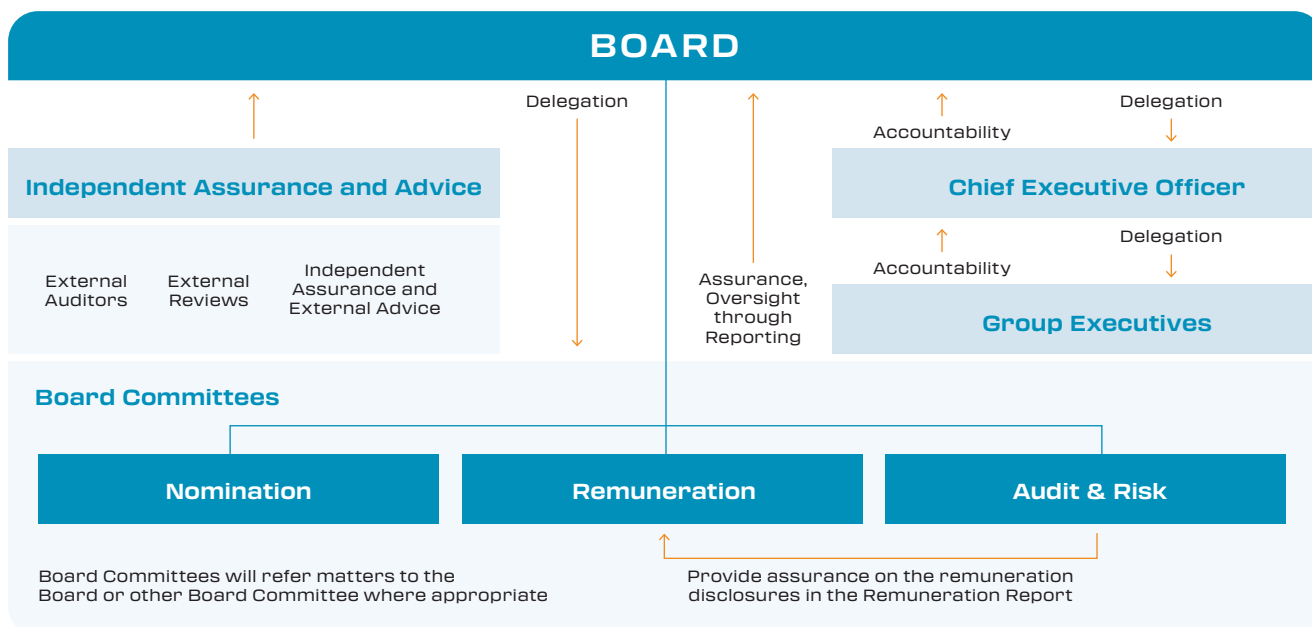 BOARD
Delegation
Accountability
Delegation
Independent Assurance and Advice
Chief Executive Officer
External
Auditors
External
Reviews
Independent
Assurance and
External Advice
Assurance,
Oversight
through
Reporting
Accountability
Delegation
Group Executives
Board Committees
Nomination
Remuneration
Audit & Risk
Board Committees will refer matters to the
Board or other Board Committee where appropriate
Provide assurance on the remuneration
disclosures in the Remuneration Report